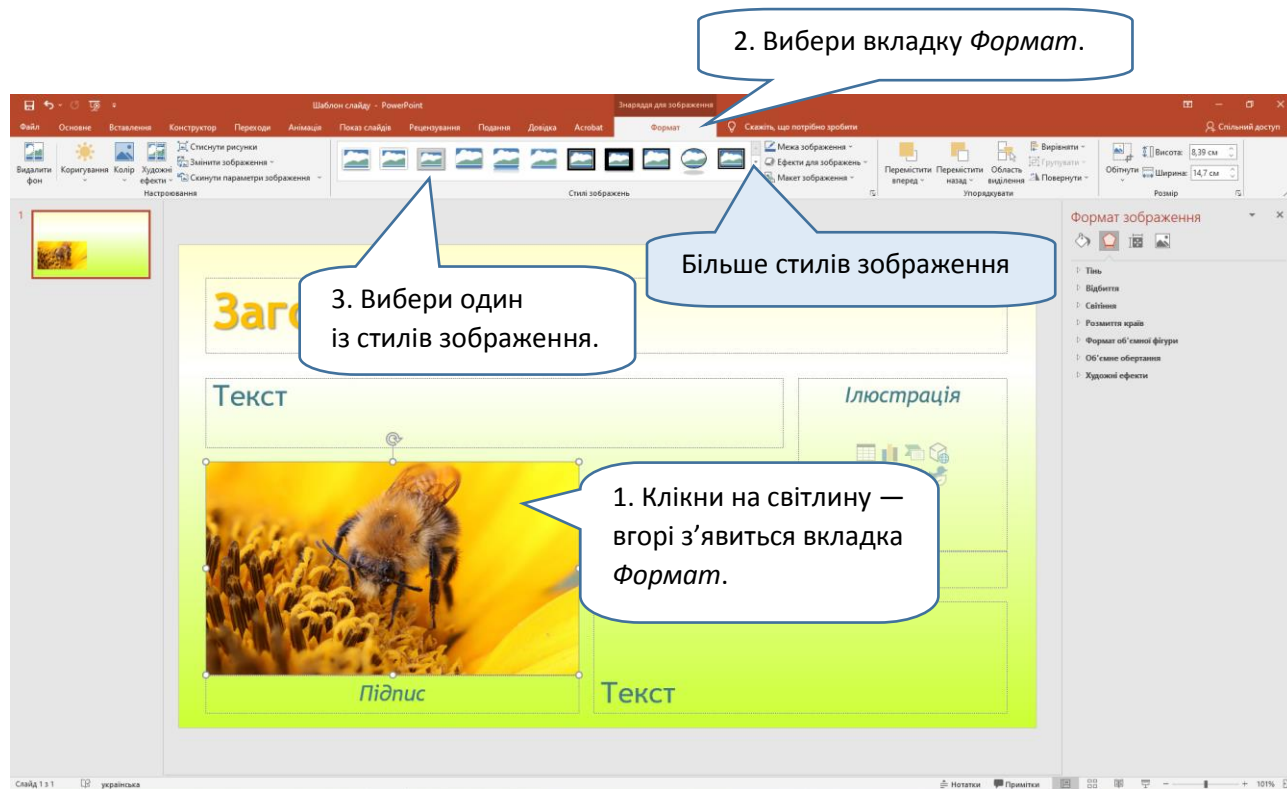 2. Вибери вкладку Формат.
Шаблон слайду - PowerPoint
Знаряддя для зображення
Файл Основне Вставлення Конструктор Переходи Анімація Показ слайдів Рецензування Подання Довідка Acrobat Формат Скажіть, що потрібно зробити Спільний доступ
Видалити фон
Коригування
Колір
Художні ефекти
Стиснути рисунки
Змінити зображення
Скинути параметри зображення
Настроювання
Стилі зображень
Межа зображення
Ефекти для зображень
Макет зображення
Перемістити вперед
Перемістити назад
Область виділення
Вирівняти
Групувати
Повернути
Упорядкувати
Обітнути
Висота: 8,39 см
Ширина: 14,7 см
Розмір
1
Більше стилів зображення
3. Вибери один
із стилів зображення.
Заго
Текст
Ілюстрація
1. Клікни на світлину —
вгорі з’явиться вкладка
Формат.
Підпис
Текст
Формат зображення
Тінь
Відбиття
Світіння
Розмиття країв
Формат об'ємної фігури
Об'ємне обертання
Художні ефекти
Слайд 1 з 1 українська Нотатки Примітки 101%